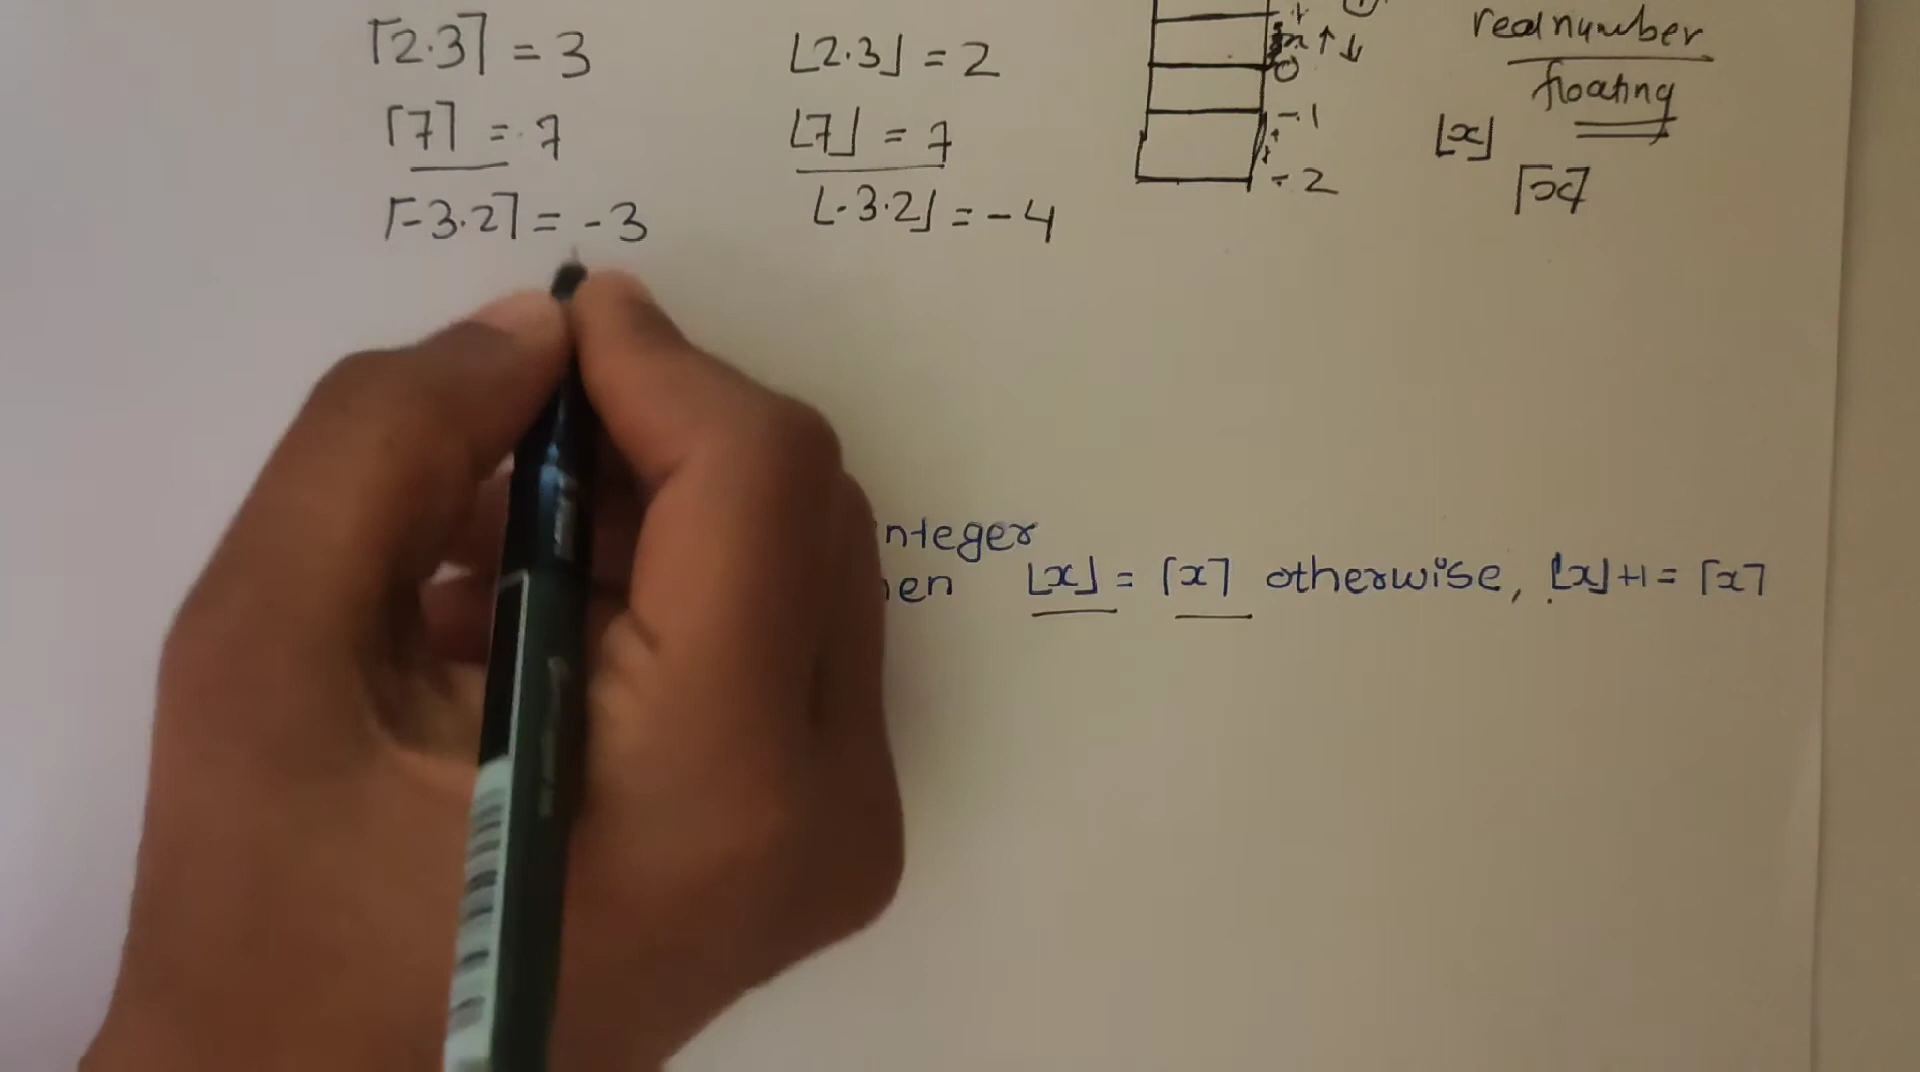 ⌈2.3⌉ = 3
⌈7⌉ = 7
⌈-3.2⌉ = -3
⌊2.3⌋ = 2
⌊7⌋ = 7
⌊-3.2⌋ = -4
0
-1
-2
real number
floating
⌊x⌋
⌈x⌉
nteger
en ⌊x⌋ = ⌈x⌉ otherwise, ⌊x⌋+1 = ⌈x⌉